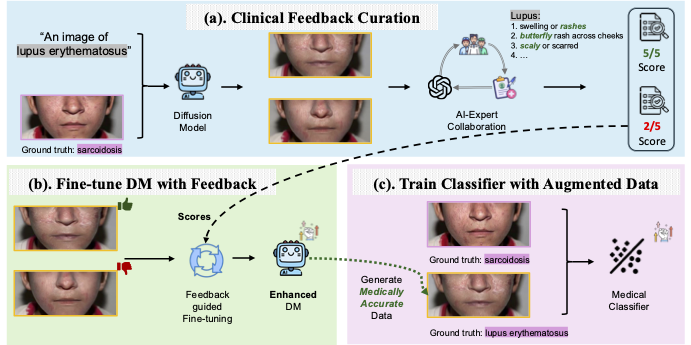 (a). Clinical Feedback Curation
"An image of
lupus erythematosus"
Ground truth: sarcoidosis
Diffusion
Model
AI-Expert
Collaboration
Lupus:
1. swelling or rashes
2. butterfly rash across cheeks
3. scaly or scarred
4. ...
5/5
Score
2/5
Score
(b). Fine-tune DM with Feedback
Scores
Feedback
guided
Fine-tuning
Enhanced
DM
(c). Train Classifier with Augmented Data
Generate
Medically
Accurate
Data
Ground truth: sarcoidosis
Ground truth: lupus erythematosus
Medical
Classifier